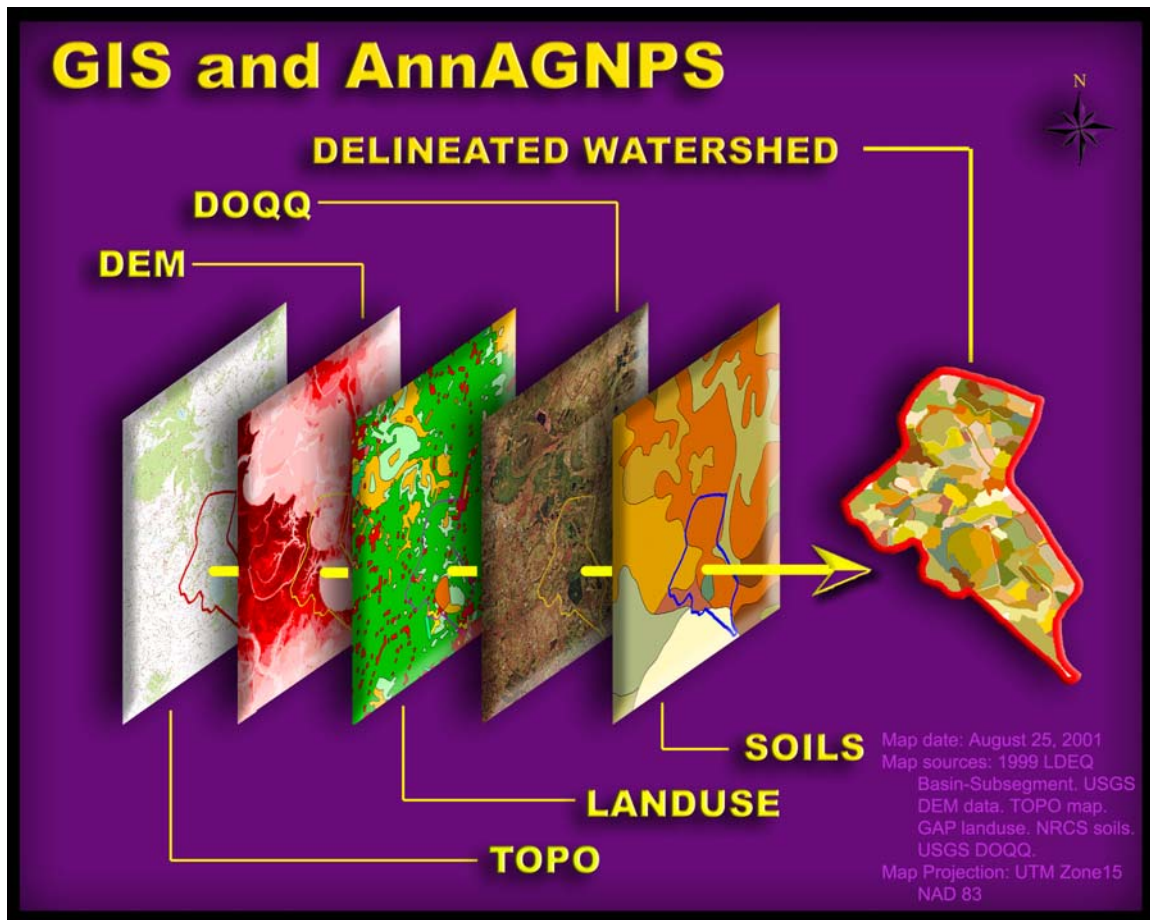 GIS and AnnAGNPS
N
DELINEATED WATERSHED
DOQQ
DEM
SOILS
LANDUSE
TOPO
Map date: August 25, 2001
Map sources: 1999 LDEQ
Basin-Subsegment. USGS
DEM data. TOPO map.
GAP landuse. NRCS soils.
USGS DOQQ.
Map Projection: UTM Zone15
NAD 83